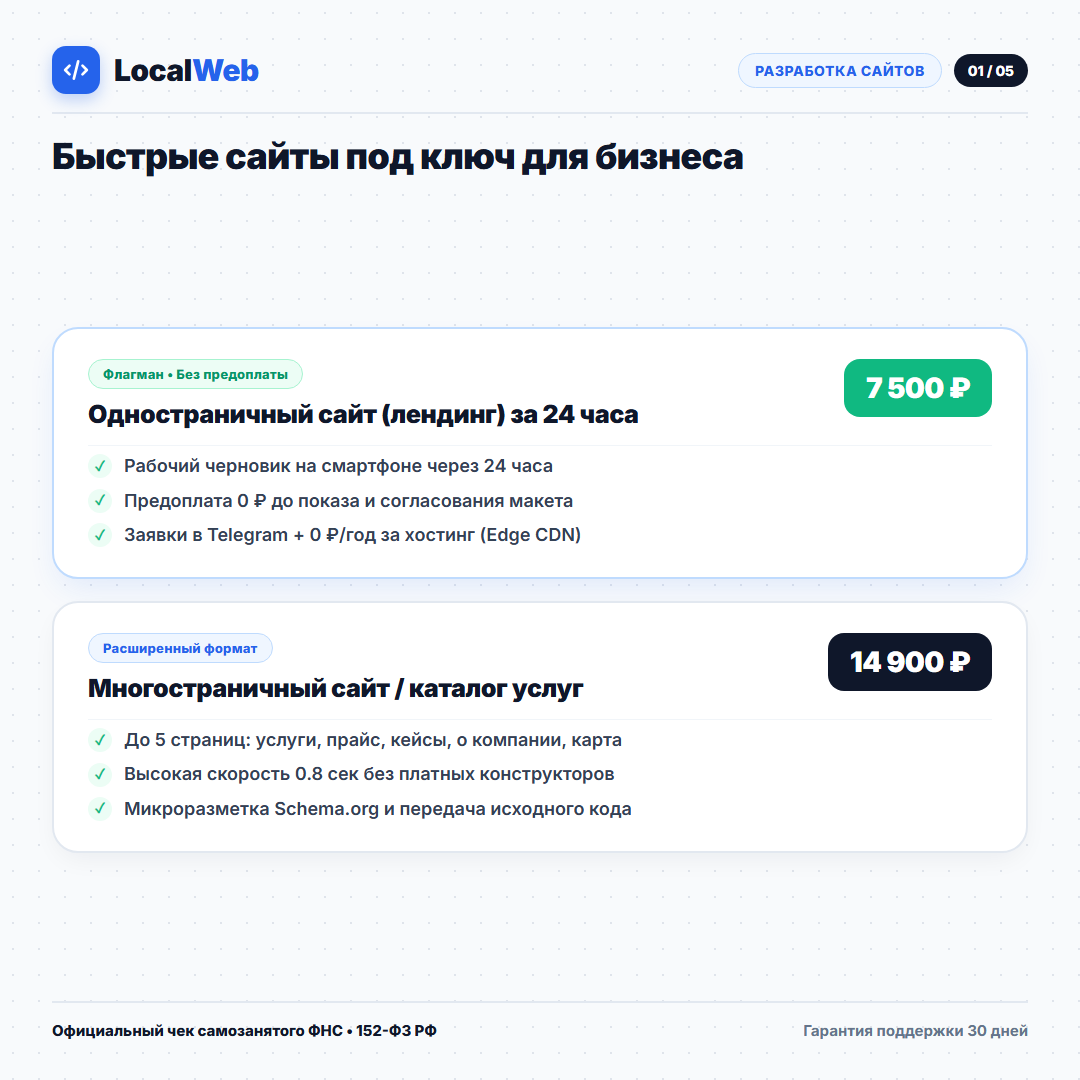 LocalWeb
РАЗРАБОТКА САЙТОВ
01 / 05
Быстрые сайты под ключ для бизнеса
Флагман • Без предоплаты
7 500 ₽
Одностраничный сайт (лендинг) за 24 часа
✓ Рабочий черновик на смартфоне через 24 часа
✓ Предоплата 0 ₽ до показа и согласования макета
✓ Заявки в Telegram + 0 ₽/год за хостинг (Edge CDN)
Расширенный формат
14 900 ₽
Многостраничный сайт / каталог услуг
✓ До 5 страниц: услуги, прайс, кейсы, о компании, карта
✓ Высокая скорость 0.8 сек без платных конструкторов
✓ Микроразметка Schema.org и передача исходного кода
Официальный чек самозанятого ФНС • 152-ФЗ РФ
Гарантия поддержки 30 дней